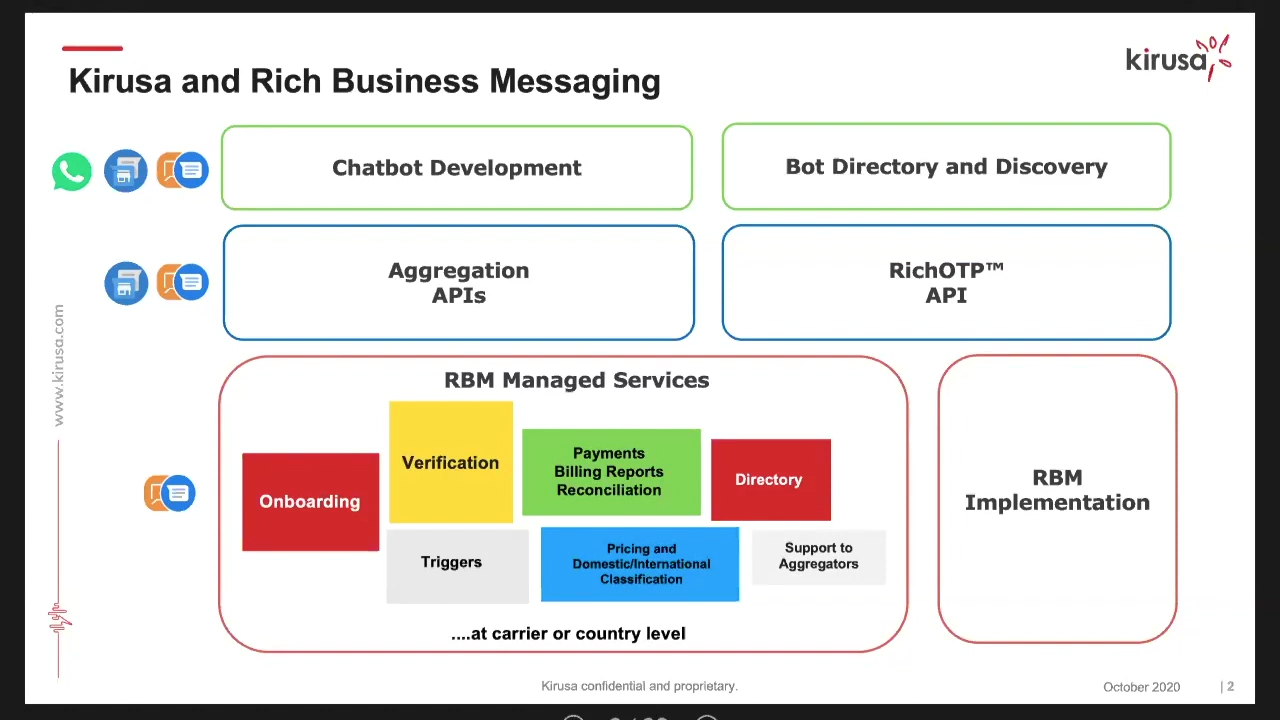 kirusa
Kirusa and Rich Business Messaging
Chatbot Development
Bot Directory and Discovery
Aggregation
APIs
RichOTP™
API
www.kirusa.com
RBM Managed Services
Onboarding
Verification
Payments
Billing Reports
Reconciliation
Directory
Triggers
Pricing and
Domestic/International
Classification
Support to
Aggregators
....at carrier or country level
RBM
Implementation
Kirusa confidential and proprietary.
October 2020
| 2